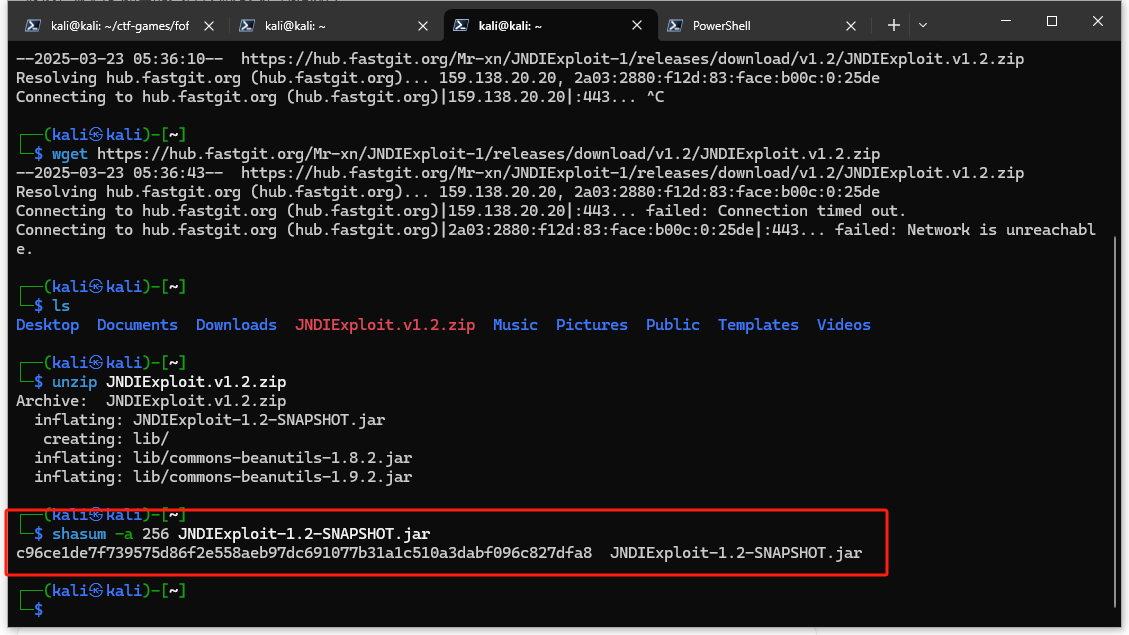 kali@kali: ~/ctf-games/fof
kali@kali: ~
kali@kali: ~
PowerShell
--2025-03-23 05:36:10--  https://hub.fastgit.org/Mr-xn/JNDIExploit-1/releases/download/v1.2/JNDIExploit.v1.2.zip
Resolving hub.fastgit.org (hub.fastgit.org)... 159.138.20.20, 2a03:2880:f12d:83:face:b00c:0:25de
Connecting to hub.fastgit.org (hub.fastgit.org)|159.138.20.20|:443... ^C
┌──(kali㉿kali)-[~]
└─$ wget https://hub.fastgit.org/Mr-xn/JNDIExploit-1/releases/download/v1.2/JNDIExploit.v1.2.zip
--2025-03-23 05:36:43--  https://hub.fastgit.org/Mr-xn/JNDIExploit-1/releases/download/v1.2/JNDIExploit.v1.2.zip
Resolving hub.fastgit.org (hub.fastgit.org)... 159.138.20.20, 2a03:2880:f12d:83:face:b00c:0:25de
Connecting to hub.fastgit.org (hub.fastgit.org)|159.138.20.20|:443... failed: Connection timed out.
Connecting to hub.fastgit.org (hub.fastgit.org)|2a03:2880:f12d:83:face:b00c:0:25de|:443... failed: Network is unreachabl
e.
┌──(kali㉿kali)-[~]
└─$ ls
Desktop  Documents  Downloads  JNDIExploit.v1.2.zip  Music  Pictures  Public  Templates  Videos
┌──(kali㉿kali)-[~]
└─$ unzip JNDIExploit.v1.2.zip
Archive:  JNDIExploit.v1.2.zip
  inflating: JNDIExploit-1.2-SNAPSHOT.jar
   creating: lib/
  inflating: lib/commons-beanutils-1.8.2.jar
  inflating: lib/commons-beanutils-1.9.2.jar
┌──(kali㉿kali)-[~]
└─$ shasum -a 256 JNDIExploit-1.2-SNAPSHOT.jar
c96ce1de7f739575d86f2e558aeb97dc691077b31a1c510a3dabf096c827dfa8  JNDIExploit-1.2-SNAPSHOT.jar
┌──(kali㉿kali)-[~]
└─$